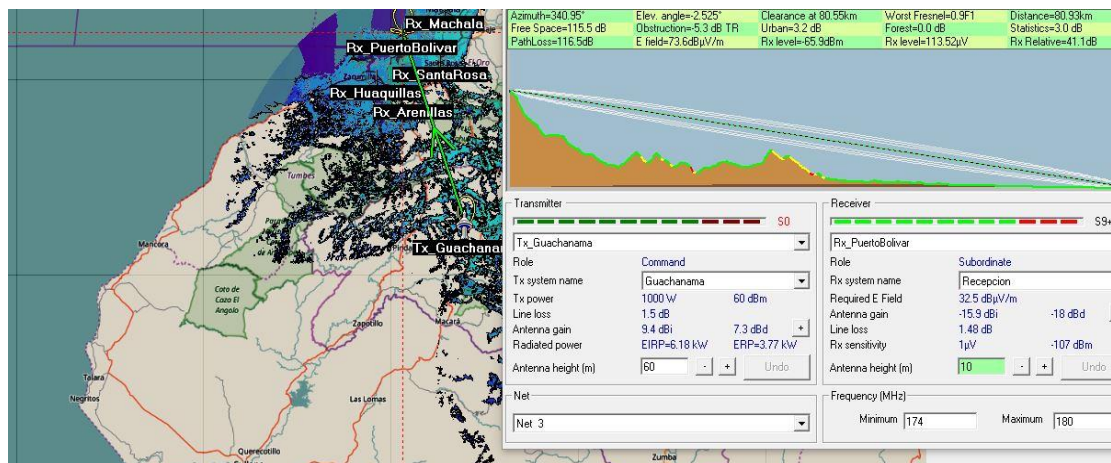 Rx_Machala
Rx_PuertoBolivar
Rx_SantaRosa
Rx_Huaquillas
Rx_Arenillas
Tumbes
Mancora
Tx_Guachanam
Coto de
Caza El
Angolo
Zapotillo
Macará
Talara
Negritos
Las Lomas
Querecotillo
Zumba
Azimuth=340.95° Elev. angle=-2.525° Clearance at 80.55km Worst Fresnel=0.9F1 Distance=80.93km
Free Space=115.5 dB Obstruction=-5.3 dB TR Urban=3.2 dB Forest=0.0 dB Statistics=3.0 dB
PathLoss=116.5dB E field=73.6dBµV/m Rx level=-65.9dBm Rx level=113.52µV Rx Relative=41.1dB
Transmitter
S0
Tx_Guachanama
Role Command
Tx system name Guachanama
Tx power 1000 W 60 dBm
Line loss 1.5 dB
Antenna gain 9.4 dBi 7.3 dBd +
Radiated power EIRP=6.18 kW ERP=3.77 kW
Antenna height (m) 60 - + Undo
Net
Net 3
Receiver
S9+
Rx_PuertoBolivar
Role Subordinate
Rx system name Recepcion
Required E Field 32.5 dBµV/m
Antenna gain -15.9 dBi -18 dBd
Line loss 1.48 dB
Rx sensitivity 1µV -107 dBm
Antenna height (m) 10 - + Undo
Frequency (MHz)
Minimum 174 Maximum 180